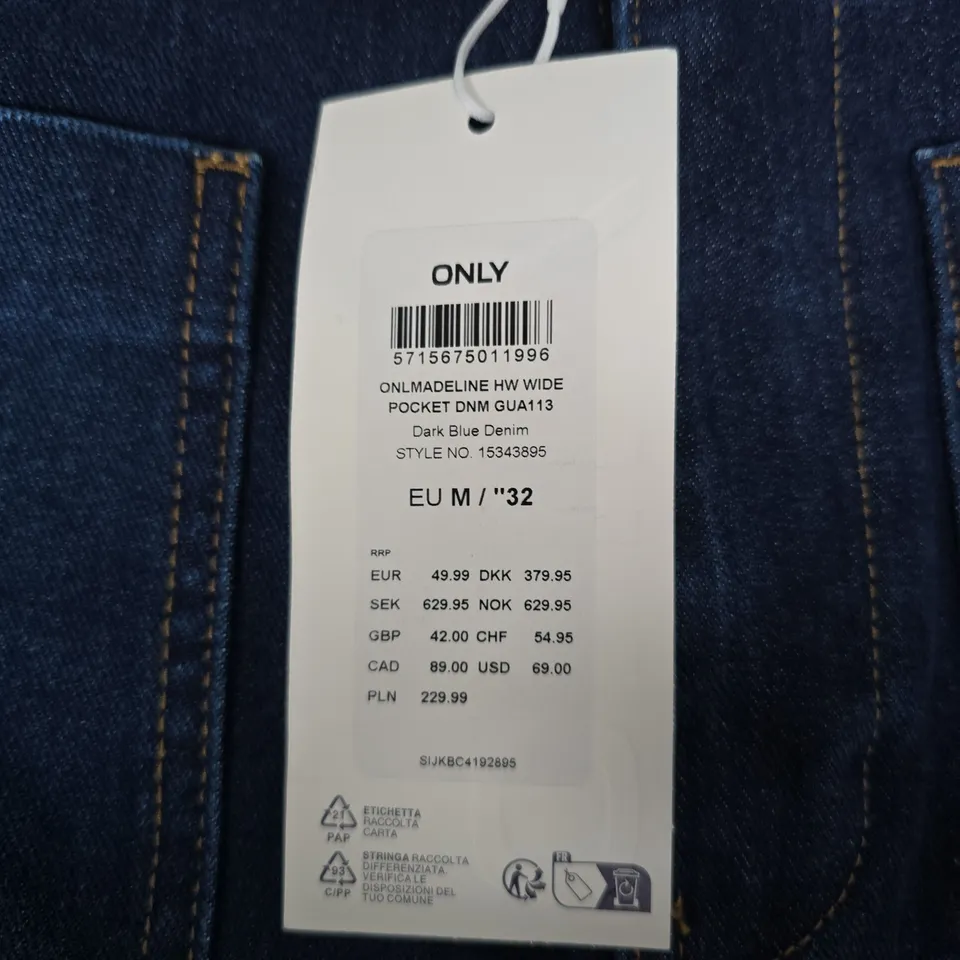 ONLY
5715675011996
ONLMADELINE HW WIDE
POCKET DNM GUA113
Dark Blue Denim
STYLE NO. 15343895
EU M / "32
RRP
EUR 49.99 DKK 379.95
SEK 629.95 NOK 629.95
GBP 42.00 CHF 54.95
CAD 89.00 USD 69.00
PLN 229.99
SIJKBC4192895
21
PAP
ETICHETTA
RACCOLTA
CARTA
93
C/PP
STRINGA RACCOLTA
DIFFERENZIATA.
VERIFICA LE
DISPOSIZIONI DEL
TUO COMUNE
FR